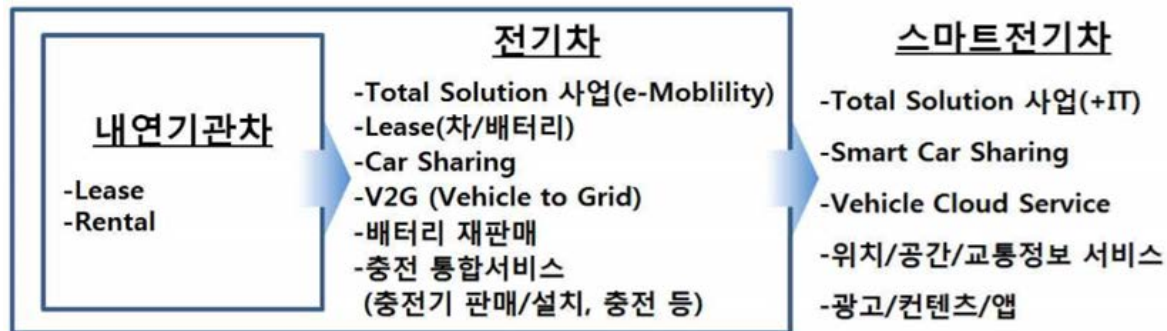 내연기관차
-Lease
-Rental
전기차
-Total Solution 사업(e-Moblility)
-Lease(차/배터리)
-Car Sharing
-V2G (Vehicle to Grid)
-배터리 재판매
-충전 통합서비스
(충전기 판매/설치, 충전 등)
스마트전기차
-Total Solution 사업(+IT)
-Smart Car Sharing
-Vehicle Cloud Service
-위치/공간/교통정보 서비스
-광고/컨텐츠/앱